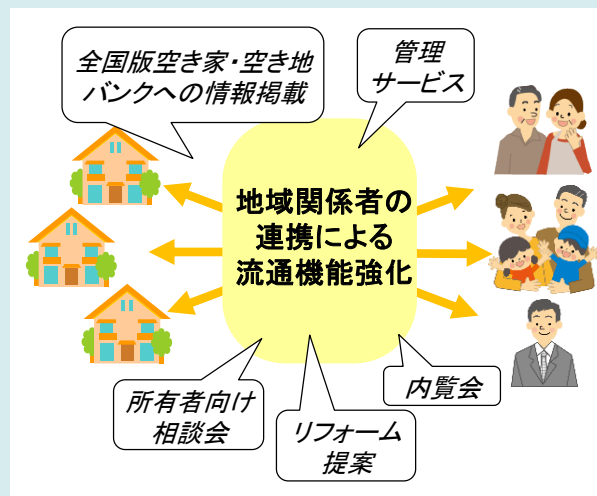 全国版空き家・空き地
バンクへの情報掲載
管理
サービス
地域関係者の
連携による
流通機能強化
所有者向け
相談会
リフォーム
提案
内覧会